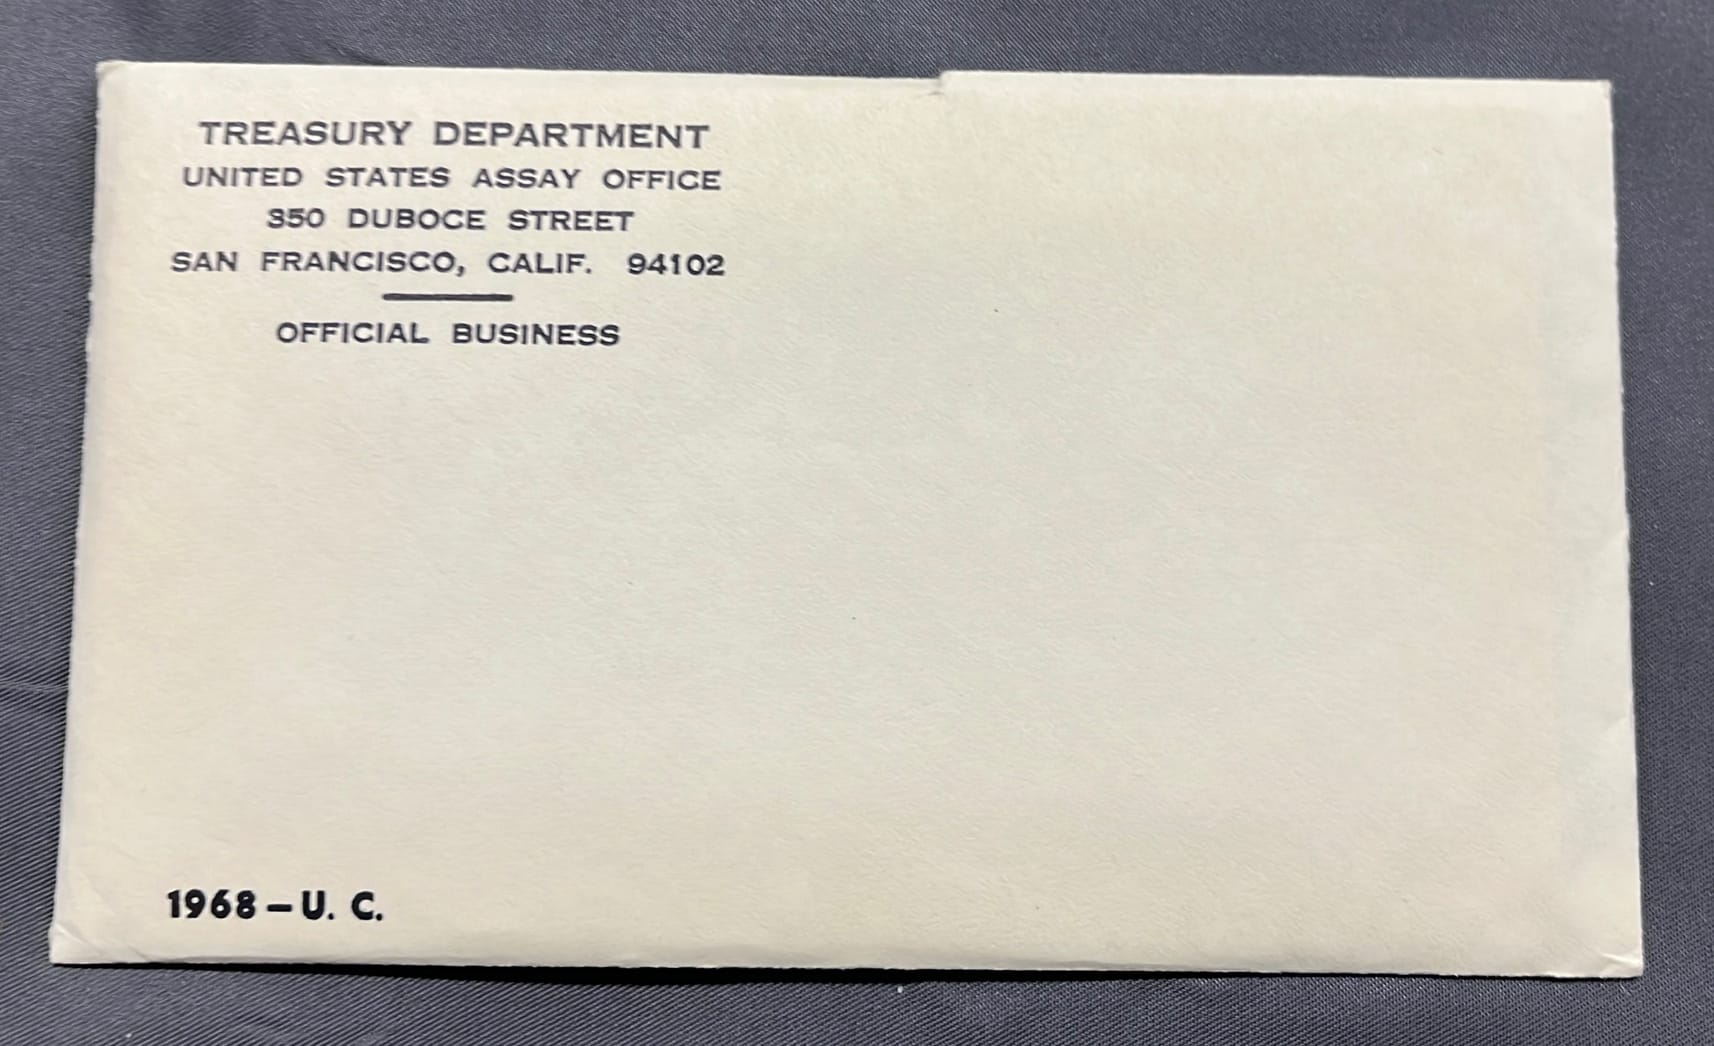 TREASURY DEPARTMENT
UNITED STATES ASSAY OFFICE
350 DUBOCE STREET
SAN FRANCISCO, CALIF. 94102
OFFICIAL BUSINESS
1968 – U. C.